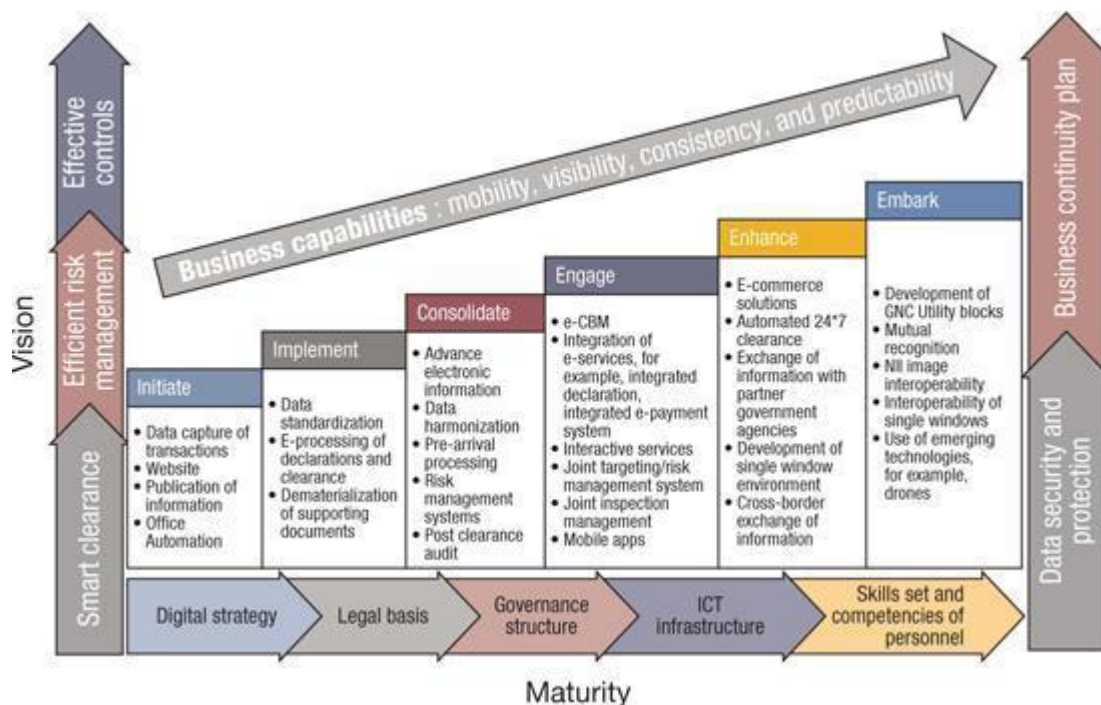 Vision
Effective
controls
Efficient risk
management
Smart clearance
Business capabilities : mobility, visibility, consistency, and predictability
Initiate
• Data capture of
transactions
• Website
• Publication of
information
• Office
Automation
Implement
• Data
standardization
• E-processing of
declarations and
clearance
• Dematerialization
of supporting
documents
Consolidate
• Advance
electronic
information
• Data
harmonization
• Pre-arrival
processing
• Risk
management
systems
• Post clearance
audit
Engage
• e-CBM
• Integration of
e-services, for
example, integrated
declaration,
integrated e-payment
system
• Interactive services
• Joint targeting/risk
management system
• Joint inspection
management
• Mobile apps
Enhance
• E-commerce
solutions
• Automated 24*7
clearance
• Exchange of
information with
partner
government
agencies
• Development of
single window
environment
• Cross-border
exchange of
information
Embark
• Development of
GNC Utility blocks
• Mutual
recognition
• NII image
interoperability
• Interoperability of
single windows
• Use of emerging
technologies,
for example,
drones
Business continuity plan
Data security and
protection
Digital strategy
Legal basis
Governance
structure
ICT
infrastructure
Skills set and
competencies of
personnel
Maturity